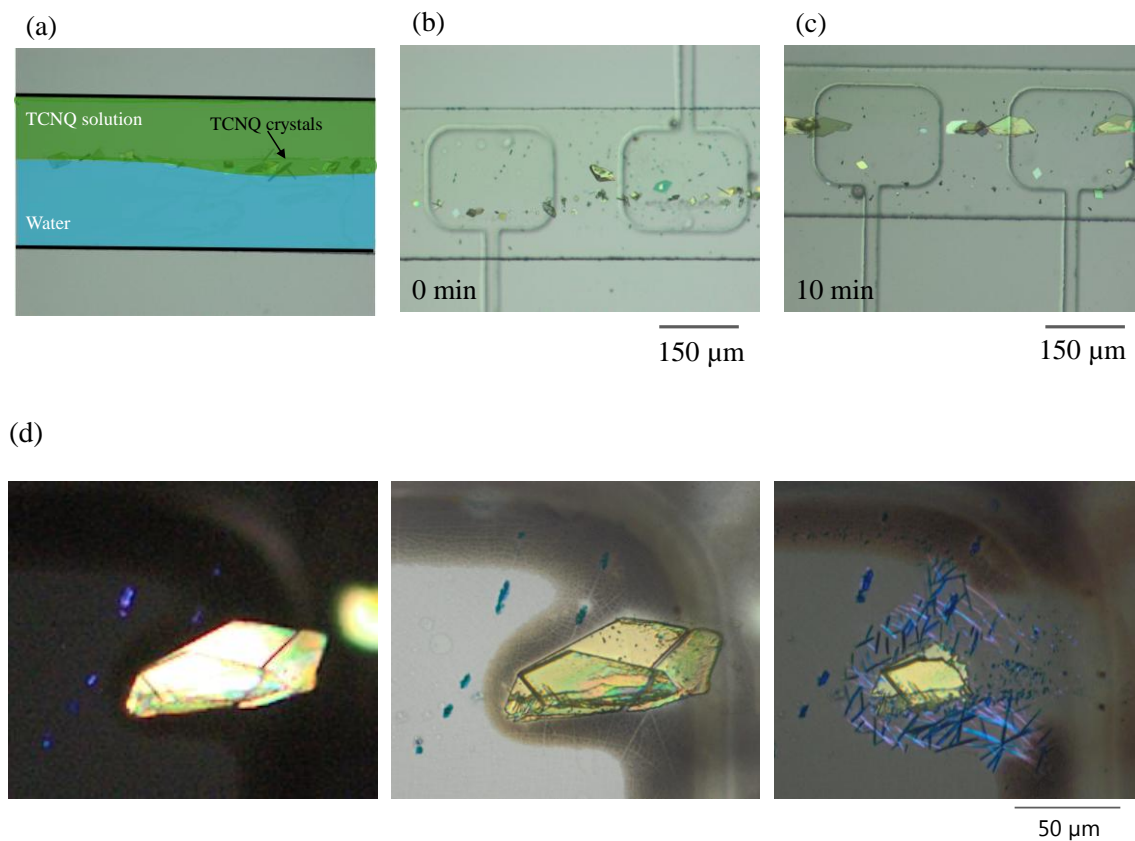 (a)
(b)
(c)
TCNQ solution
TCNQ crystals
Water
0 min
10 min
150 µm
150 µm
(d)
50 µm